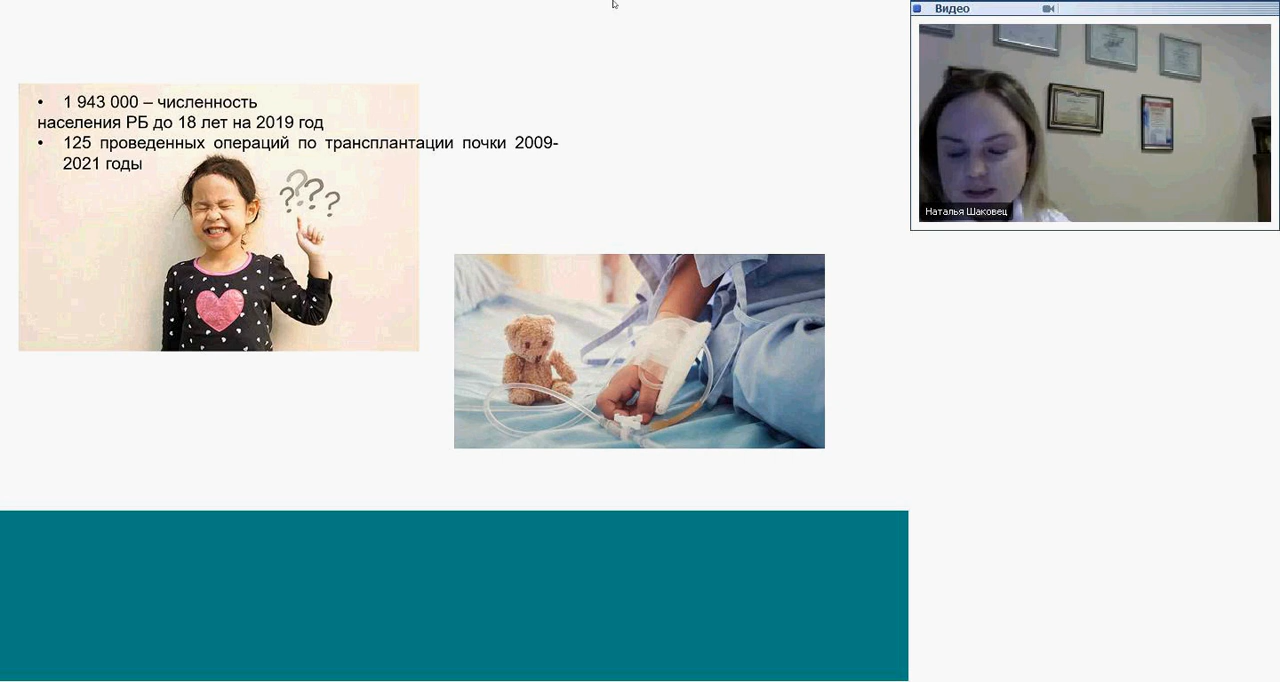 • 1 943 000 – численность
населения РБ до 18 лет на 2019 год
• 125 проведенных операций по трансплантации почки 2009-
2021 годы
???
?
Видео
Наталья Шаковец